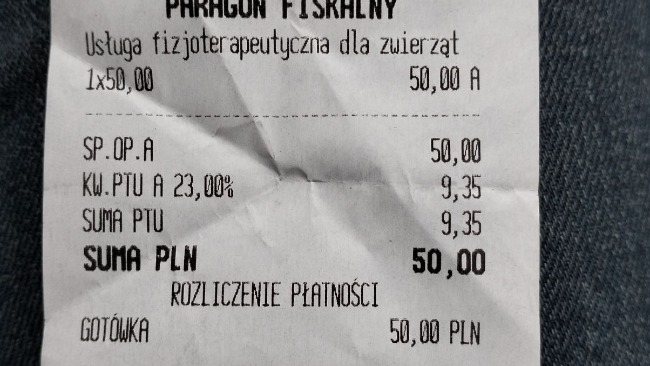 PARAGON FISKALNY
Usługa fizjoterapeutyczna dla zwierząt
1x50,00 50,00 A
SP.OP.A 50,00
KW.PTU A 23,00% 9,35
SUMA PTU 9,35
SUMA PLN 50,00
ROZLICZENIE PŁATNOŚCI
GOTÓWKA 50,00 PLN